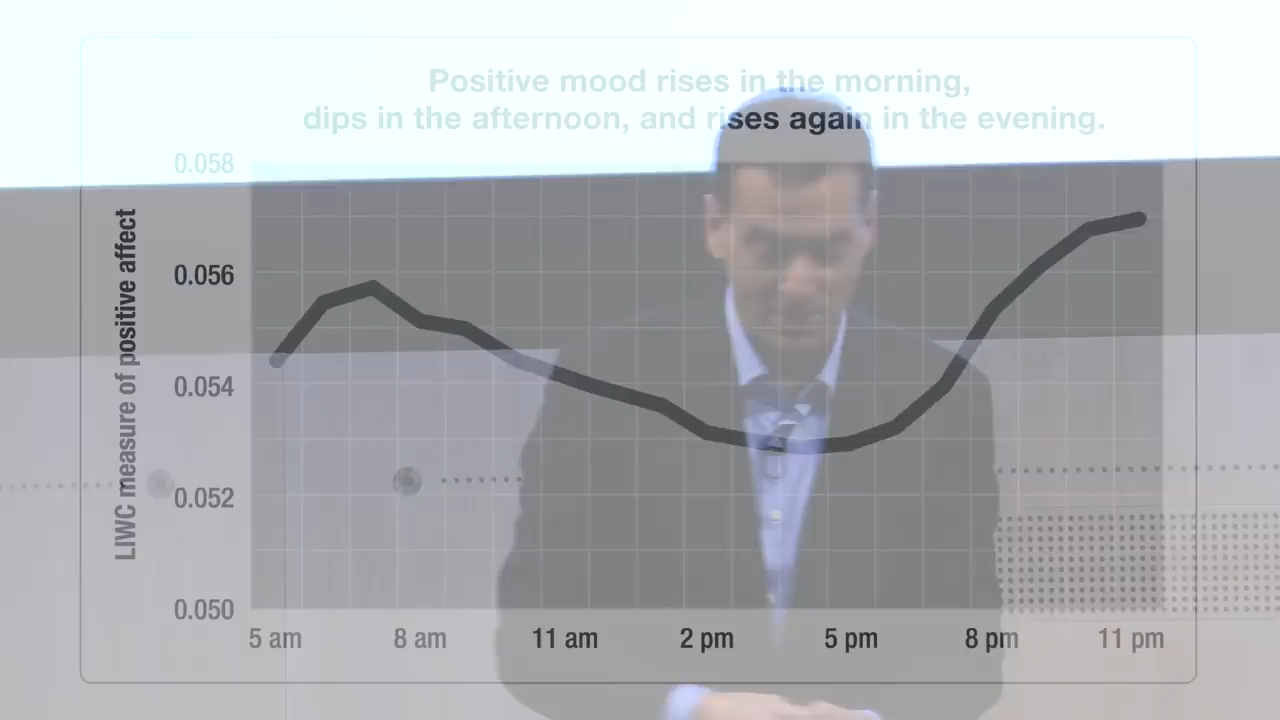 Positive mood rises in the morning,
dips in the afternoon, and rises again in the evening.
LIWC measure of positive affect
0.058
0.056
0.054
0.052
0.050
5 am 8 am 11 am 2 pm 5 pm 8 pm 11 pm